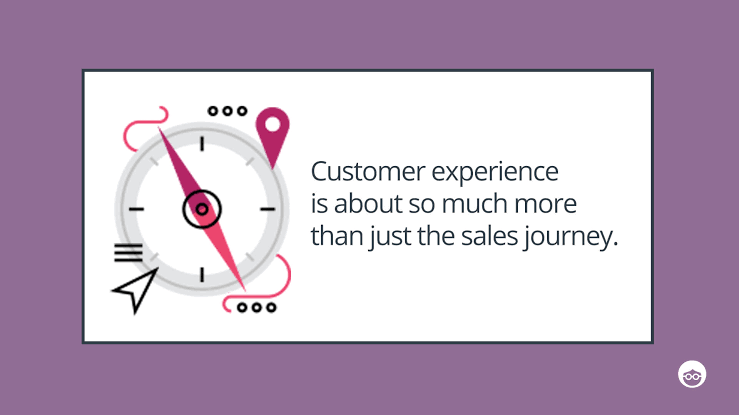 Customer experience
is about so much more
than just the sales journey.